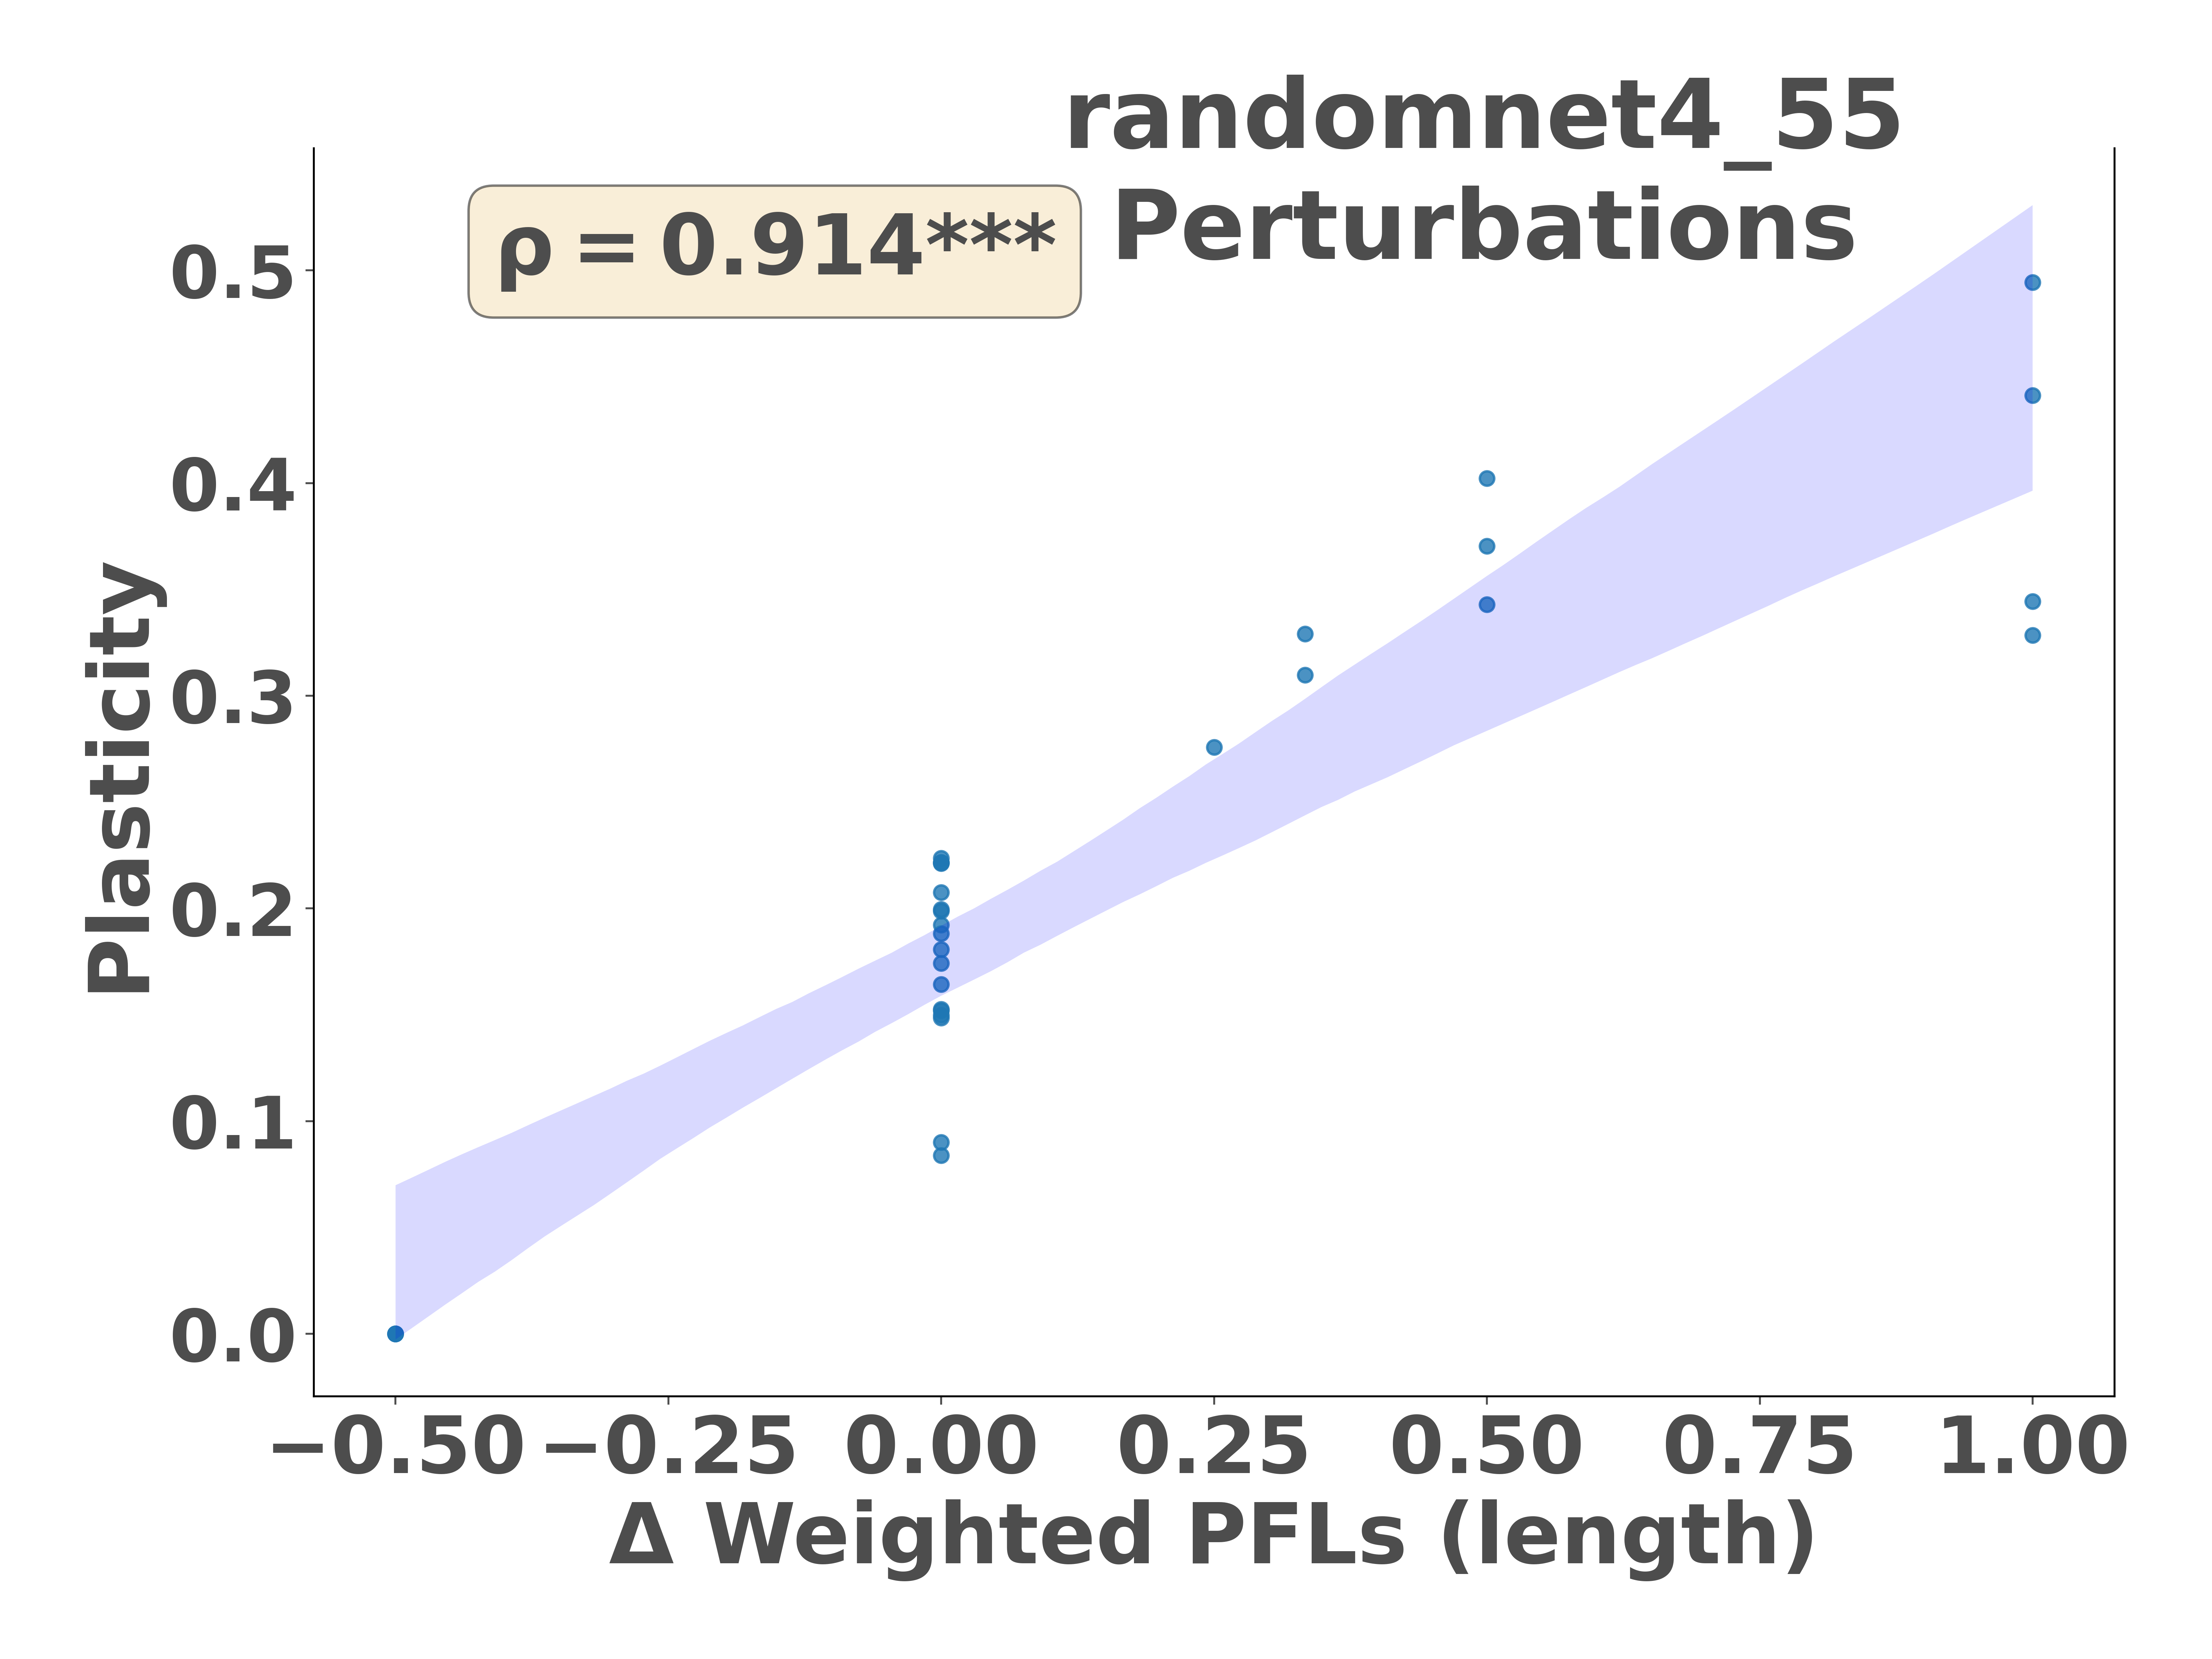 randomnet4_55
Perturbations
ρ = 0.914***
Plasticity
0.5
0.4
0.3
0.2
0.1
0.0
−0.50 −0.25 0.00 0.25 0.50 0.75 1.00
Δ Weighted PFLs (length)